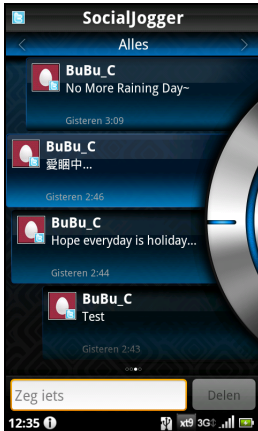 SocialJogger
Alles
BuBu_C
No More Raining Day~
Gisteren 3:09
BuBu_C
愛睏中...
Gisteren 2:46
BuBu_C
Hope everyday is holiday...
Gisteren 2:44
BuBu_C
Test
Gisteren 2:43
Zeg iets
Delen
12:35
xt9 3G